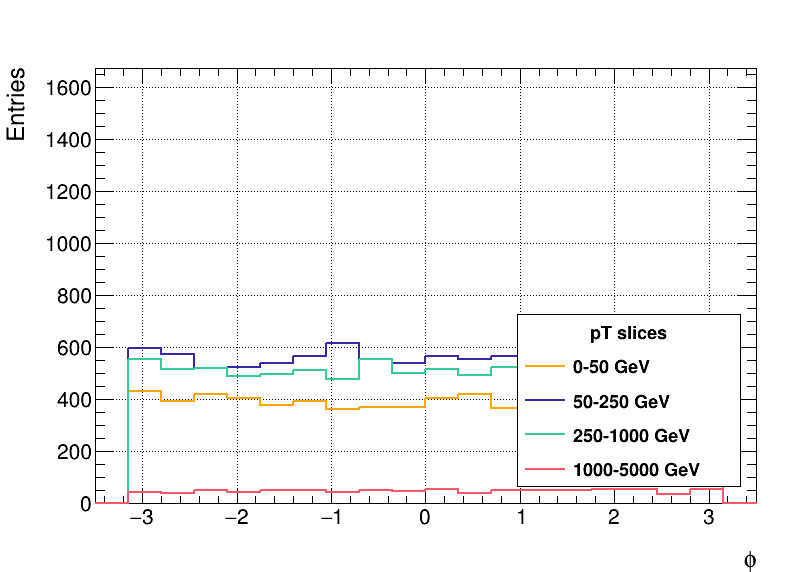 Entries
1600
1400
1200
1000
800
600
400
200
0
pT slices
0-50 GeV
50-250 GeV
250-1000 GeV
1000-5000 GeV
−3 −2 −1 0 1 2 3
ϕ